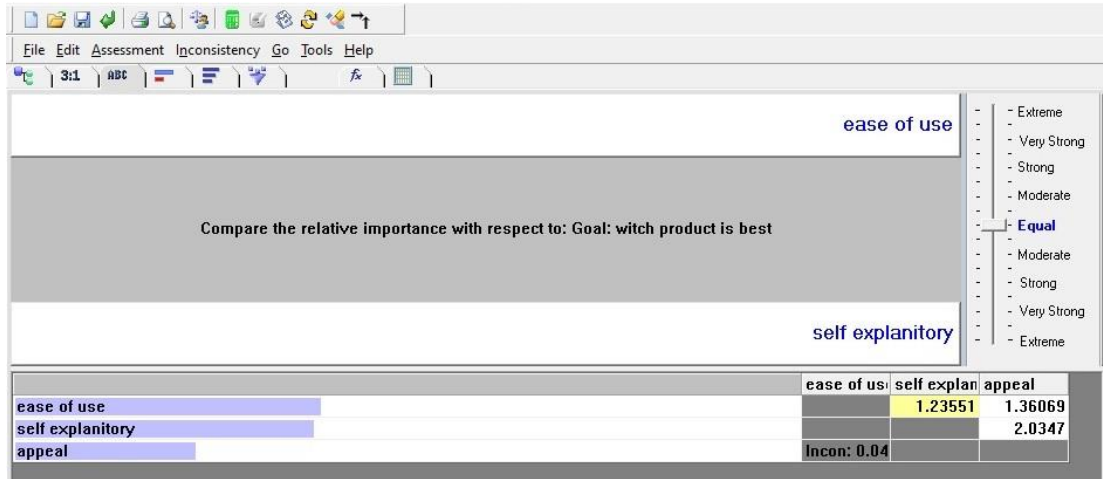 File Edit Assessment Inconsistency Go Tools Help
3:1 ABC fx
ease of use
Compare the relative importance with respect to: Goal: witch product is best
self explanitory
Extreme
Very Strong
Strong
Moderate
Equal
Moderate
Strong
Very Strong
Extreme
ease of us self explan appeal
ease of use 1.23551 1.36069
self explanitory 2.0347
appeal Incon: 0.04